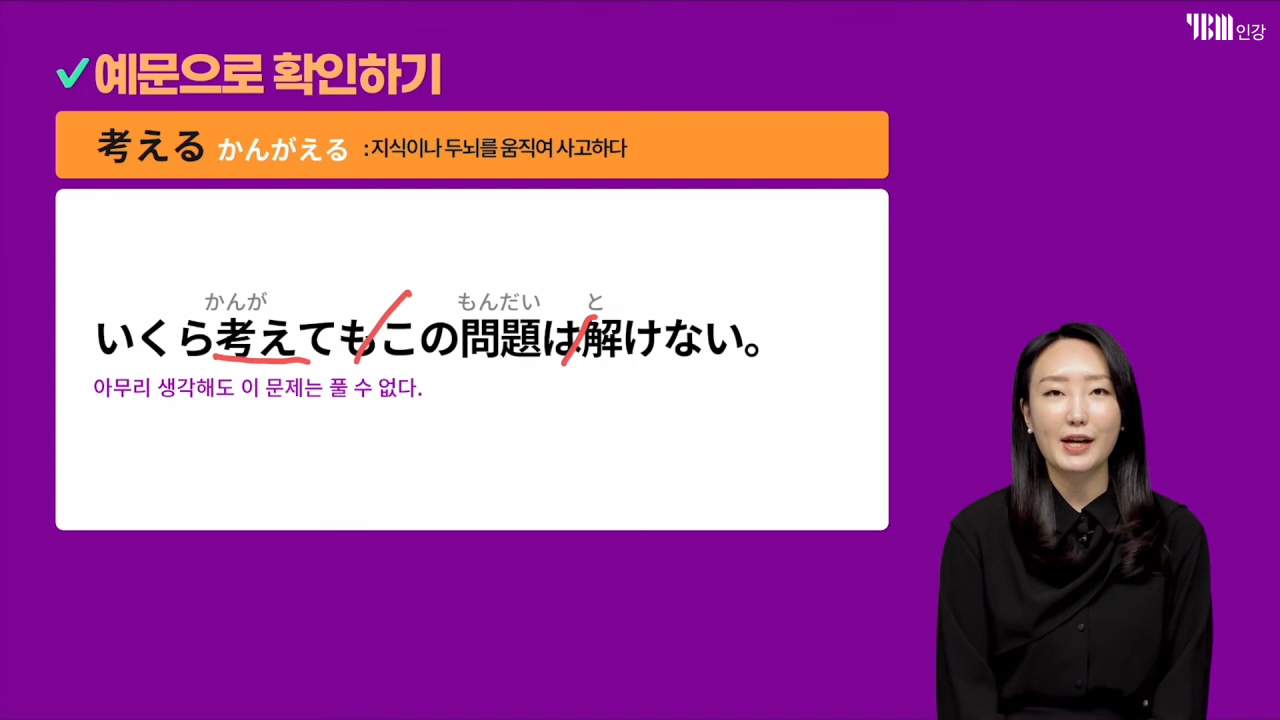 YBM 인강
예문으로 확인하기
考える かんがえる : 지식이나 두뇌를 움직여 사고하다
かんが もんだい と
いくら考えてもこの問題は解けない。
아무리 생각해도 이 문제는 풀 수 없다.